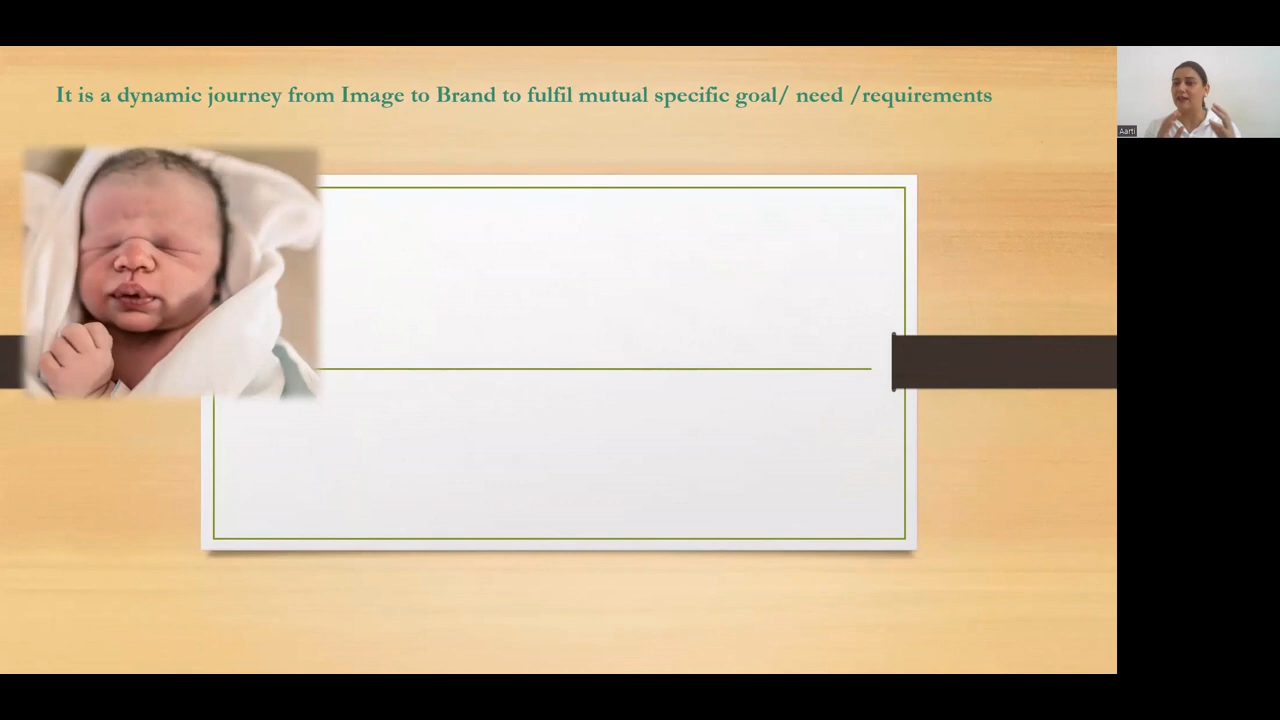 It is a dynamic journey from Image to Brand to fulfil mutual specific goal/ need /requirements
Aarti